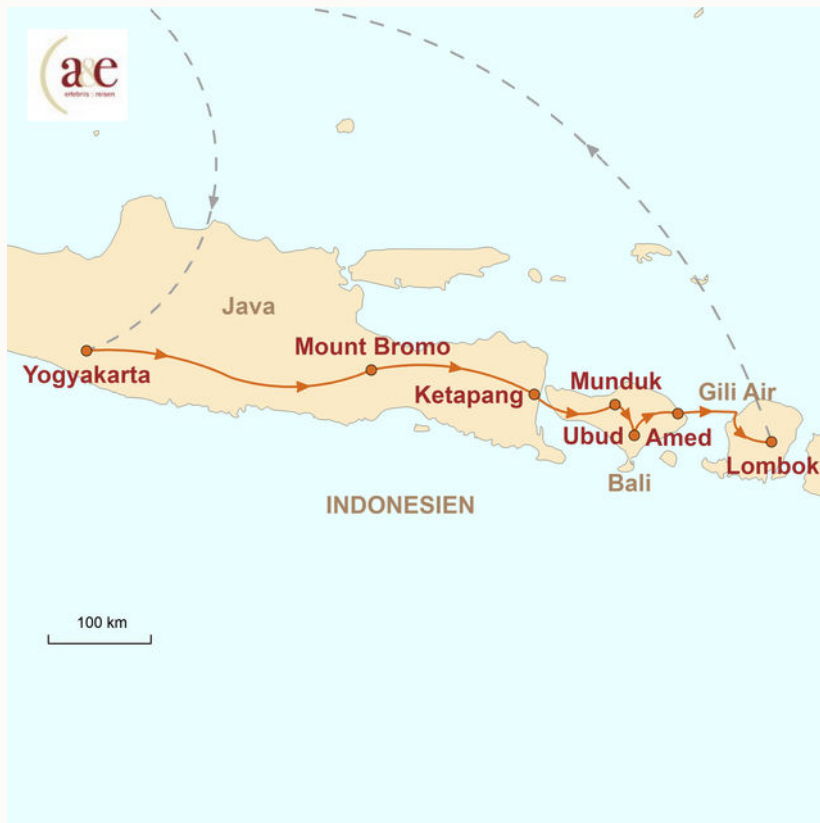 a&e
erlebnis : reisen
Java
Mount Bromo
Yogyakarta
Ketapang
Munduk
Gili Air
Ubud
Amed
Lombok
Bali
INDONESIEN
100 km